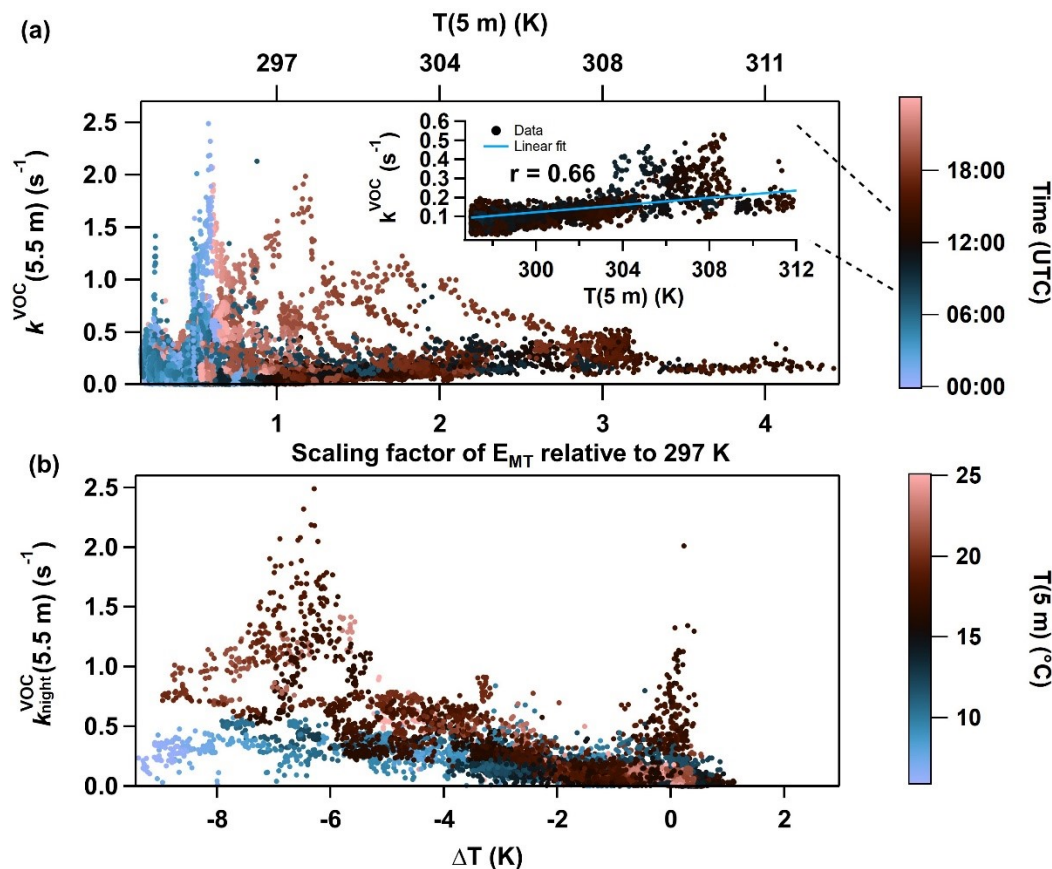 (a)
T(5 m) (K)
297 304 308 311
2.5
2.0
1.5
1.0
0.5
0.0
k^VOC (5.5 m) (s⁻¹)
0.6
0.5
0.4
0.3
0.2
0.1
k^VOC (s⁻¹)
Data
Linear fit
r = 0.66
300 304 308 312
T(5 m) (K)
18:00
12:00
06:00
00:00
Time (UTC)
1 2 3 4
Scaling factor of E_MT relative to 297 K
(b)
2.5
2.0
1.5
1.0
0.5
0.0
k^VOC_night (5.5 m) (s⁻¹)
-8 -6 -4 -2 0 2
ΔT (K)
25
20
15
10
T(5 m) (°C)